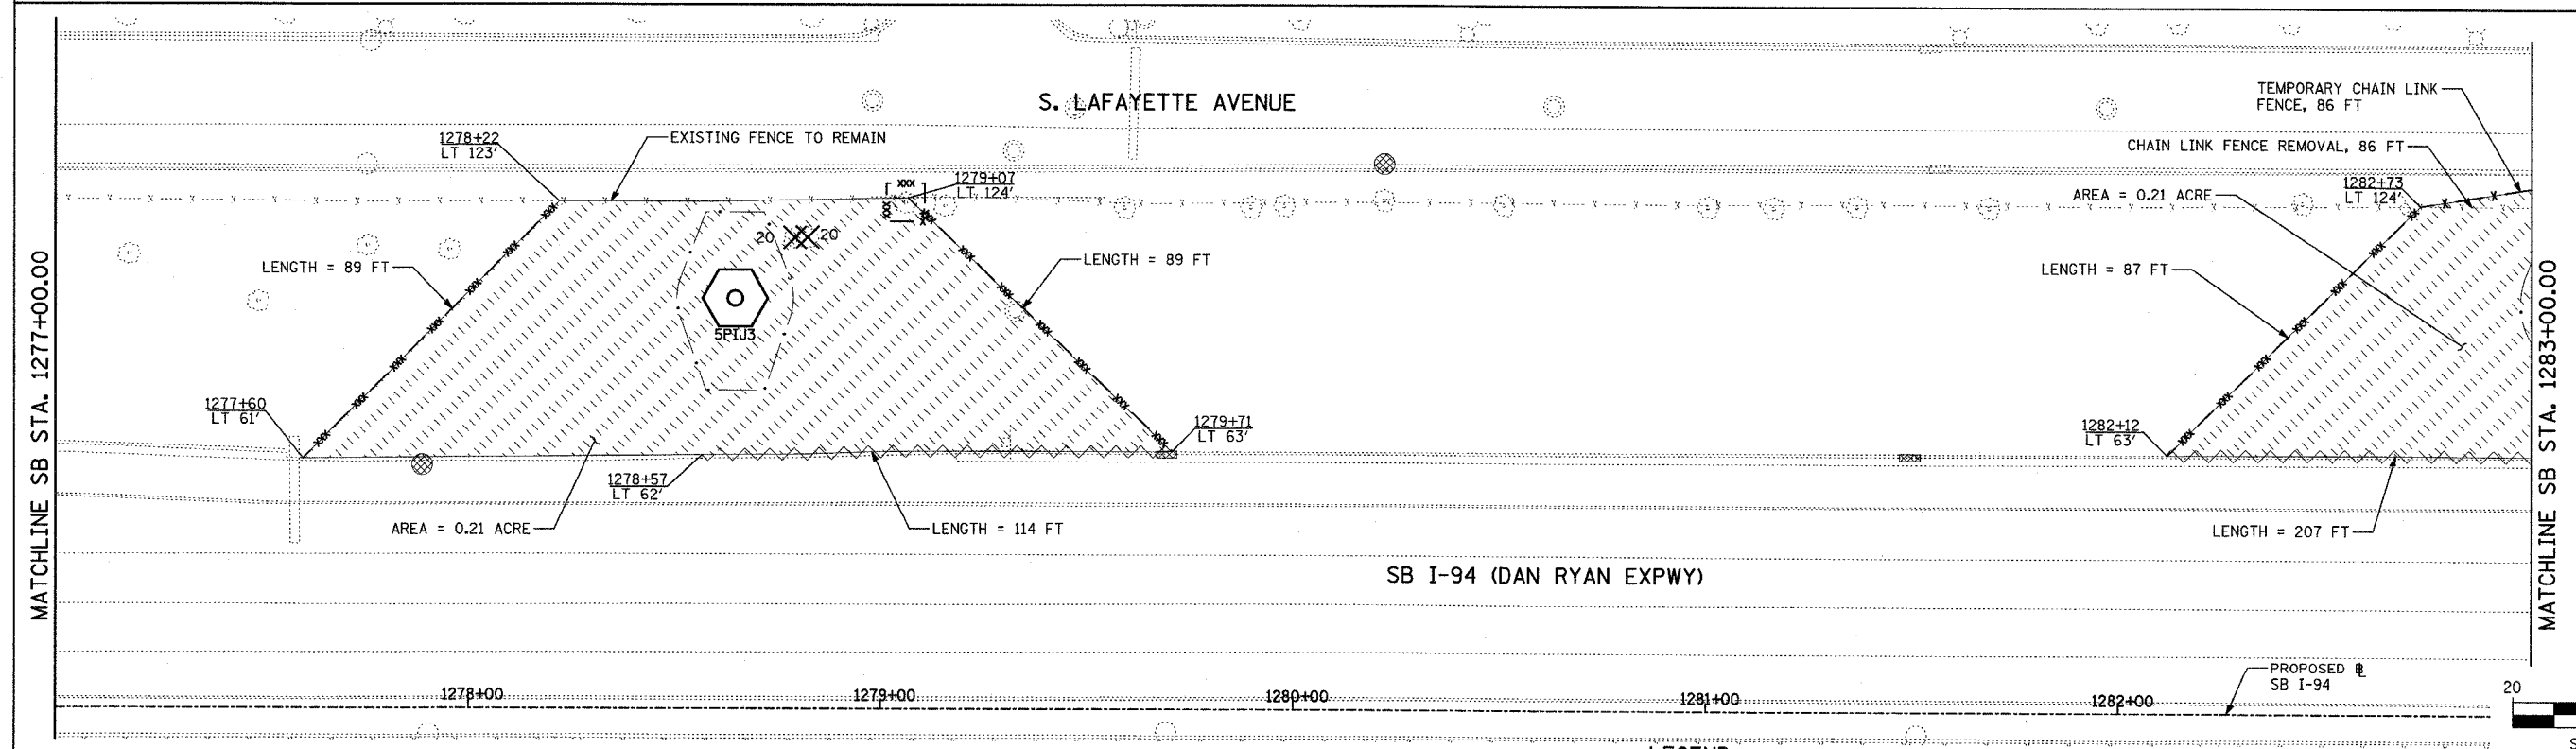 S. LAFAYETTE AVENUE
TEMPORARY CHAIN LINK
FENCE, 86 FT
1278+22
LT 123'
EXISTING FENCE TO REMAIN
CHAIN LINK FENCE REMOVAL, 86 FT
1279+07
LT 124'
AREA = 0.21 ACRE
1282+73
LT 124'
XXX
20
20
LENGTH = 89 FT
LENGTH = 89 FT
LENGTH = 87 FT
5PIJ3
MATCHLINE SB STA. 1277+00.00
MATCHLINE SB STA. 1283+00.00
1277+60
LT 61'
1279+71
LT 63'
1282+12
LT 63'
1278+57
LT 62'
AREA = 0.21 ACRE
LENGTH = 114 FT
LENGTH = 207 FT
SB I-94 (DAN RYAN EXPWY)
PROPOSED ℄
SB I-94
1278+00
1279+00
1280+00
1281+00
1282+00
20